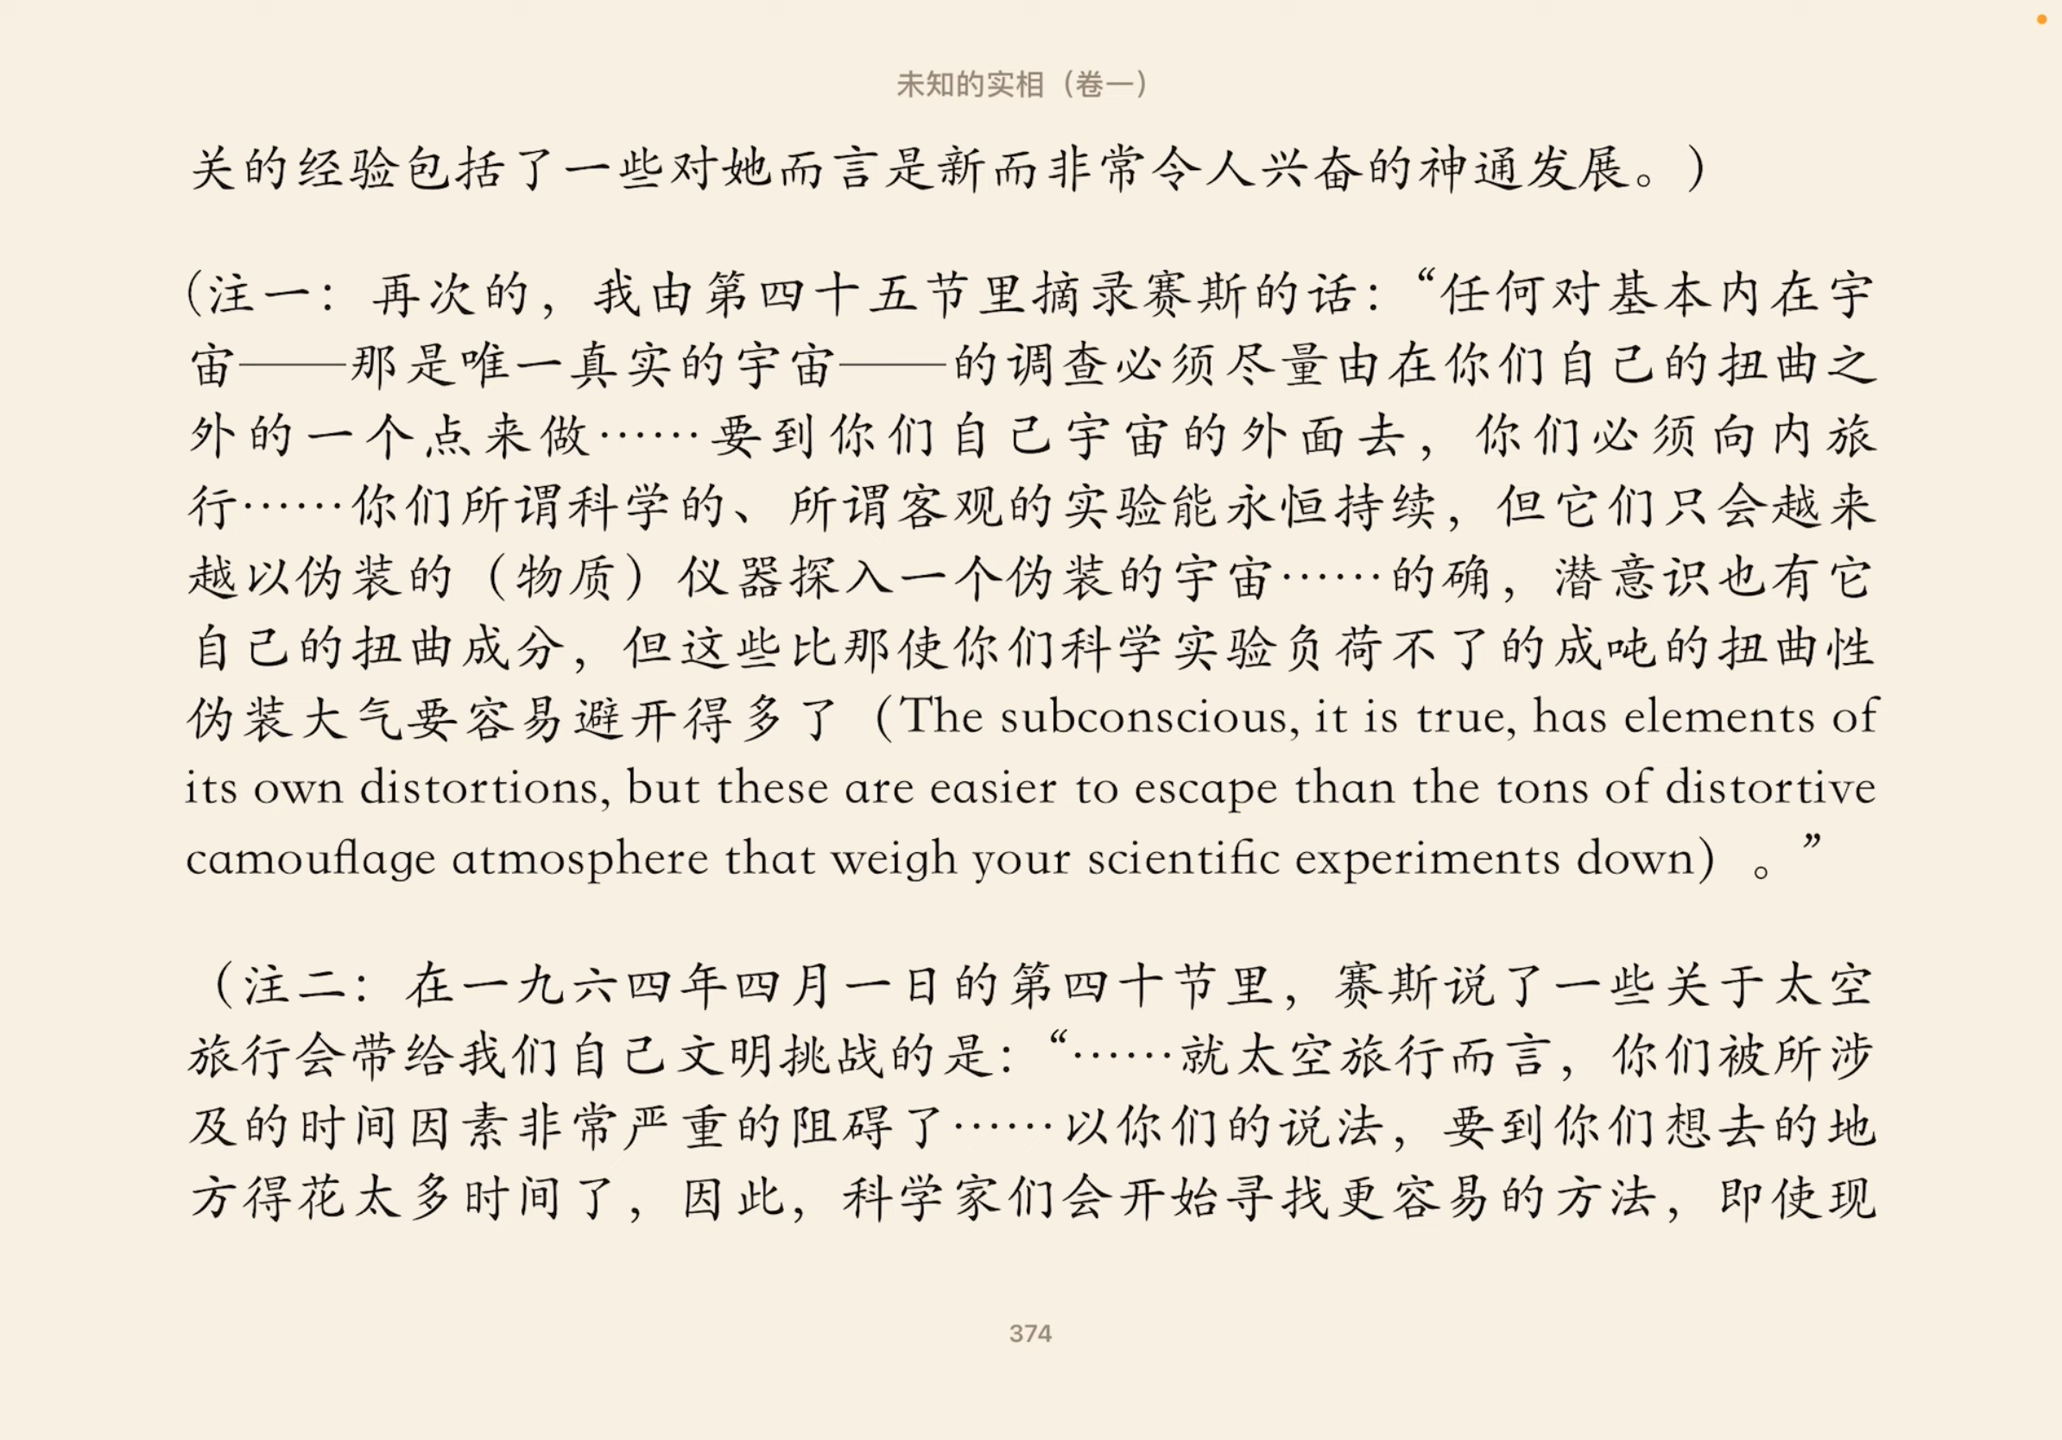 未知的实相（卷一）
关的经验包括了一些对她而言是新而非常令人兴奋的神通发展。）
（注一：再次的，我由第四十五节里摘录赛斯的话：“任何对基本内在宇
宙——那是唯一真实的宇宙——的调查必须尽量由在你们自己的扭曲之
外的一个点来做……要到你们自己宇宙的外面去，你们必须向内旅
行……你们所谓科学的、所谓客观的实验能永恒持续，但它们只会越来
越以伪装的（物质）仪器探入一个伪装的宇宙……的确，潜意识也有它
自己的扭曲成分，但这些比那使你们科学实验负荷不了的成吨的扭曲性
伪装大气要容易避开得多了（The subconscious, it is true, has elements of
its own distortions, but these are easier to escape than the tons of distortive
camouflage atmosphere that weigh your scientific experiments down）。”
（注二：在一九六四年四月一日的第四十节里，赛斯说了一些关于太空
旅行会带给我们自己文明挑战的是：“……就太空旅行而言，你们被所涉
及的时间因素非常严重的阻碍了……以你们的说法，要到你们想去的地
方得花太多时间了，因此，科学家们会开始寻找更容易的方法，即使现
374